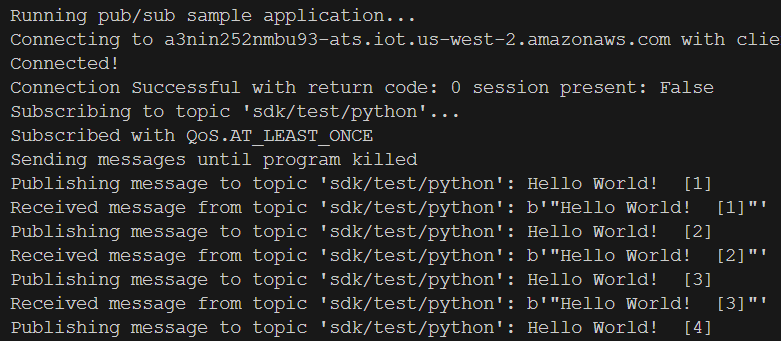 Running pub/sub sample application...
Connecting to a3nin252nmbu93-ats.iot.us-west-2.amazonaws.com with clie
Connected!
Connection Successful with return code: 0 session present: False
Subscribing to topic 'sdk/test/python'...
Subscribed with QoS.AT_LEAST_ONCE
Sending messages until program killed
Publishing message to topic 'sdk/test/python': Hello World!  [1]
Received message from topic 'sdk/test/python': b'"Hello World!  [1]"'
Publishing message to topic 'sdk/test/python': Hello World!  [2]
Received message from topic 'sdk/test/python': b'"Hello World!  [2]"'
Publishing message to topic 'sdk/test/python': Hello World!  [3]
Received message from topic 'sdk/test/python': b'"Hello World!  [3]"'
Publishing message to topic 'sdk/test/python': Hello World!  [4]